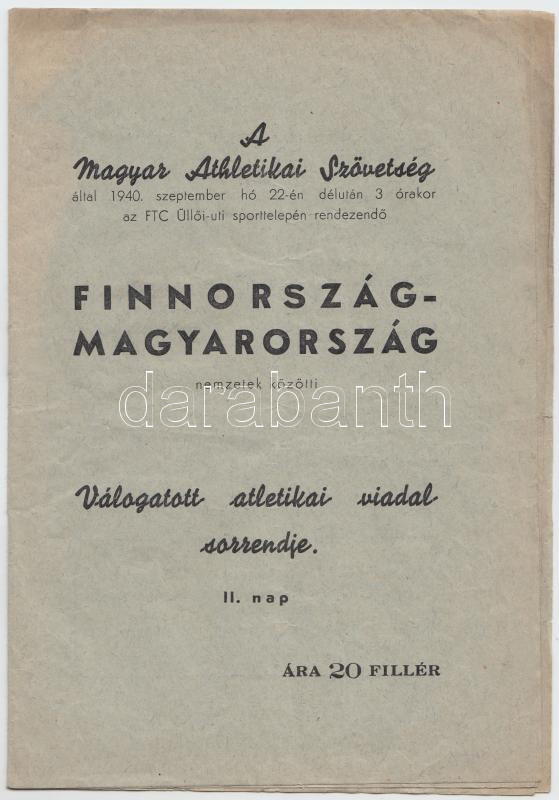 A
Magyar Athletikai Szövetség
által 1940. szeptember hó 22-én délután 3 órakor
az FTC Üllői-uti sporttelepén rendezendő
FINNORSZÁG-
MAGYARORSZÁG
nemzetek közötti
darabanth
Válogatott atletikai viadal
sorrendje.
II. nap
ÁRA 20 FILLÉR